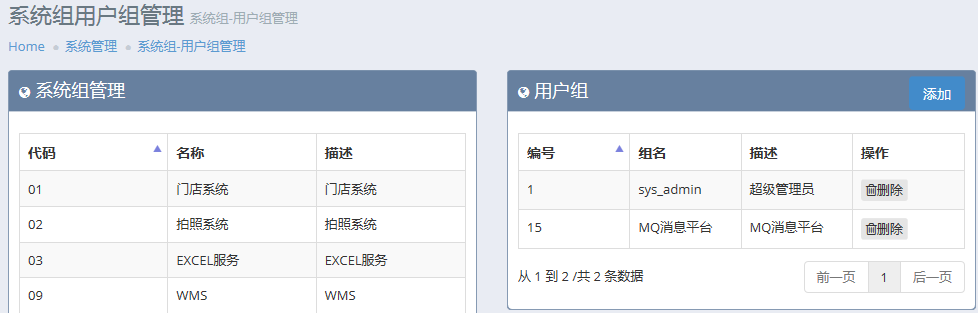 系统组用户组管理 系统组-用户组管理
Home 系统管理 系统组-用户组管理
系统组管理
代码 名称 描述
01 门店系统 门店系统
02 拍照系统 拍照系统
03 EXCEL服务 EXCEL服务
09 WMS WMS
用户组 添加
编号 组名 描述 操作
1 sys_admin 超级管理员 删除
15 MQ消息平台 MQ消息平台 删除
从 1 到 2 /共 2 条数据 前一页 1 后一页